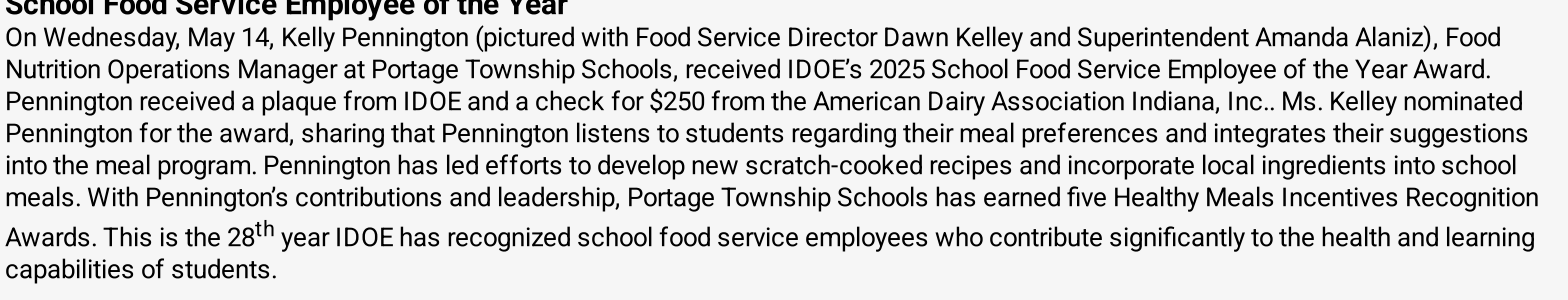 School Food Service Employee of the Year
On Wednesday, May 14, Kelly Pennington (pictured with Food Service Director Dawn Kelley and Superintendent Amanda Alaniz), Food
Nutrition Operations Manager at Portage Township Schools, received IDOE’s 2025 School Food Service Employee of the Year Award.
Pennington received a plaque from IDOE and a check for $250 from the American Dairy Association Indiana, Inc.. Ms. Kelley nominated
Pennington for the award, sharing that Pennington listens to students regarding their meal preferences and integrates their suggestions
into the meal program. Pennington has led efforts to develop new scratch-cooked recipes and incorporate local ingredients into school
meals. With Pennington’s contributions and leadership, Portage Township Schools has earned five Healthy Meals Incentives Recognition
Awards. This is the 28th year IDOE has recognized school food service employees who contribute significantly to the health and learning
capabilities of students.